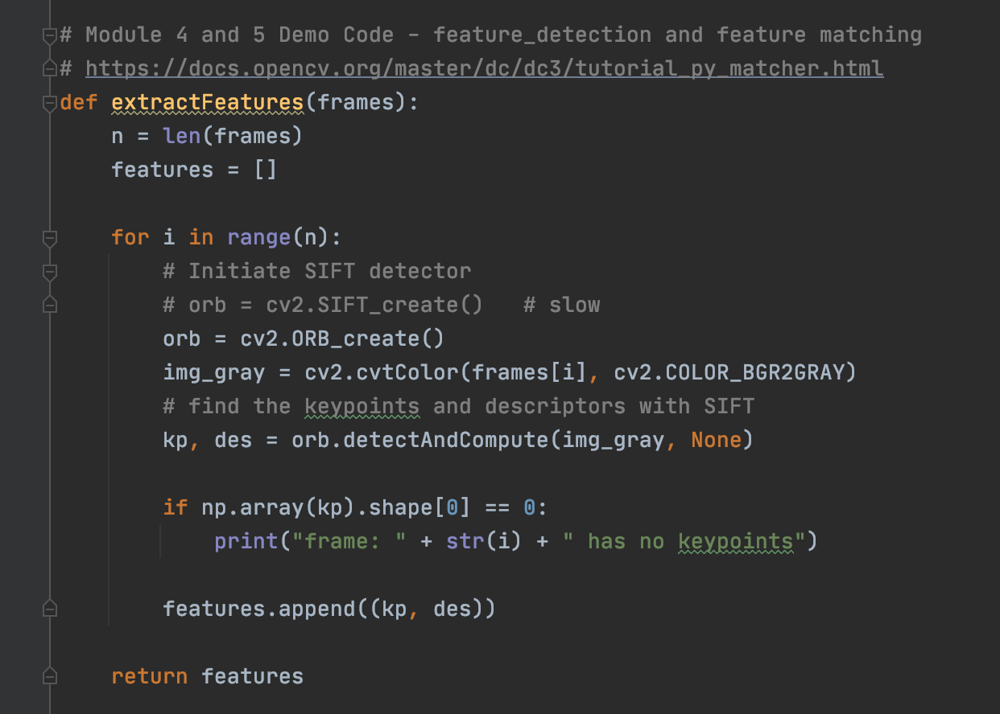 # Module 4 and 5 Demo Code - feature_detection and feature matching
# https://docs.opencv.org/master/dc/dc3/tutorial_py_matcher.html
def extractFeatures(frames):
    n = len(frames)
    features = []

    for i in range(n):
        # Initiate SIFT detector
        # orb = cv2.SIFT_create()   # slow
        orb = cv2.ORB_create()
        img_gray = cv2.cvtColor(frames[i], cv2.COLOR_BGR2GRAY)
        # find the keypoints and descriptors with SIFT
        kp, des = orb.detectAndCompute(img_gray, None)

        if np.array(kp).shape[0] == 0:
            print("frame: " + str(i) + " has no keypoints")

        features.append((kp, des))

    return features